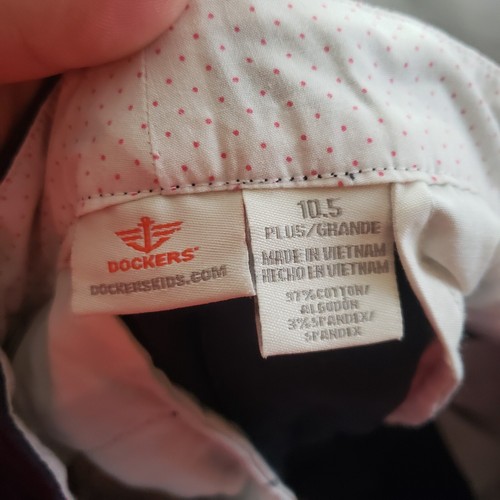 DOCKERS
DOCKERSKIDS.COM
10.5
PLUS/GRANDE
MADE IN VIETNAM
HECHO EN VIETNAM
97%COTTON/
ALGODÓN
3%SPANDEX/
SPANDEX